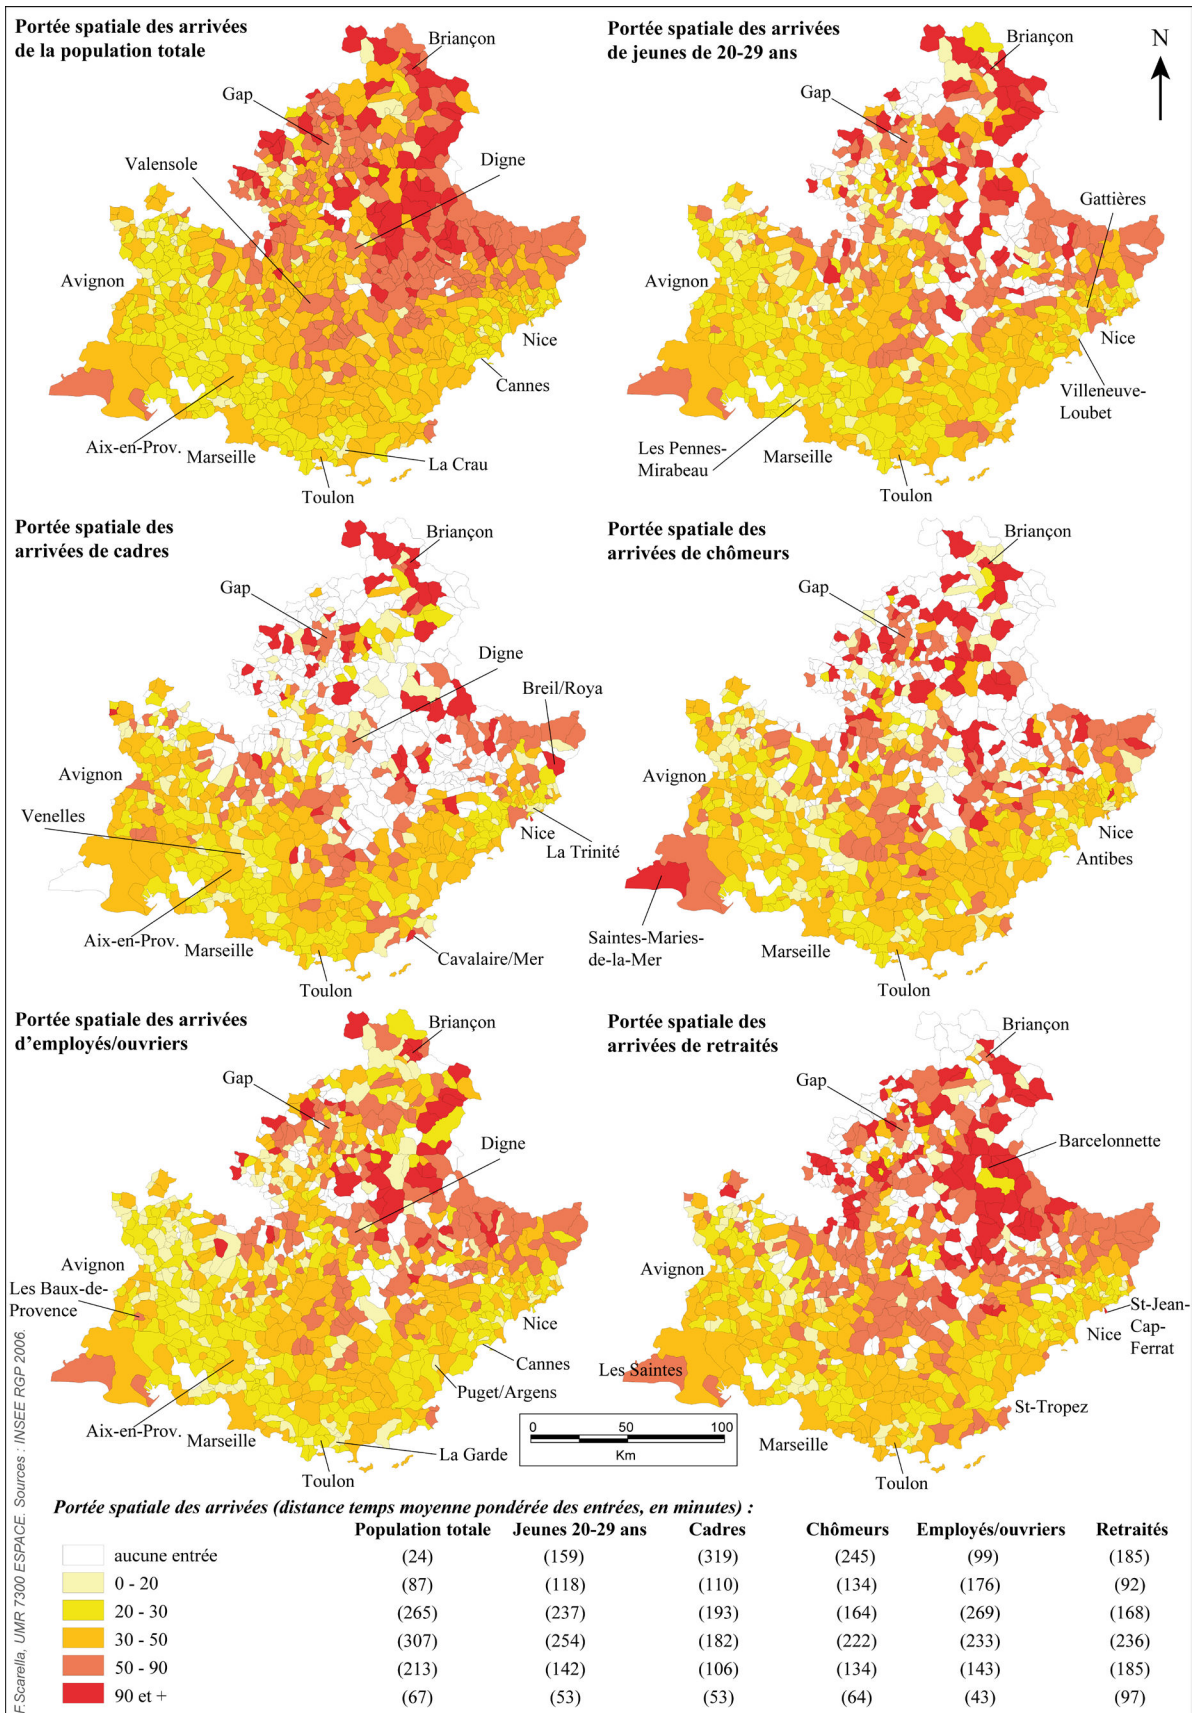 Portée spatiale des arrivées
de la population totale
Briançon
Gap
Valensole
Digne
Avignon
Nice
Cannes
Aix-en-Prov.
Marseille
La Crau
Toulon
Portée spatiale des arrivées
de jeunes de 20-29 ans
N
Briançon
Gap
Gattières
Avignon
Nice
Villeneuve-
Loubet
Les Pennes-
Mirabeau
Marseille
Toulon
Portée spatiale des
arrivées de cadres
Briançon
Gap
Digne
Breil/Roya
Avignon
Venelles
Nice
La Trinité
Aix-en-Prov.
Marseille
Cavalaire/Mer
Toulon
Portée spatiale des
arrivées de chômeurs
Briançon
Gap
Avignon
Nice
Antibes
Saintes-Maries-
de-la-Mer
Marseille
Toulon
Portée spatiale des arrivées
d’employés/ouvriers
Briançon
Gap
Digne
Avignon
Les Baux-de-
Provence
Nice
Cannes
Puget/Argens
Aix-en-Prov.
Marseille
La Garde
Toulon
Portée spatiale des
arrivées de retraités
Briançon
Gap
Barcelonnette
Avignon
St-Jean-
Cap-
Ferrat
Nice
Les Saintes
St-Tropez
Marseille
Toulon
0 50 100
Km
Portée spatiale des arrivées (distance temps moyenne pondérée des entrées, en minutes) :
Population totale Jeunes 20-29 ans Cadres Chômeurs Employés/ouvriers Retraités
aucune entrée (24) (159) (319) (245) (99) (185)
0 - 20 (87) (118) (110) (134) (176) (92)
20 - 30 (265) (237) (193) (164) (269) (168)
30 - 50 (307) (254) (182) (222) (233) (236)
50 - 90 (213) (142) (106) (134) (143) (185)
90 et + (67) (53) (53) (64) (43) (97)
F.Scarella, UMR 7300 ESPACE. Sources : INSEE RGP 2006.